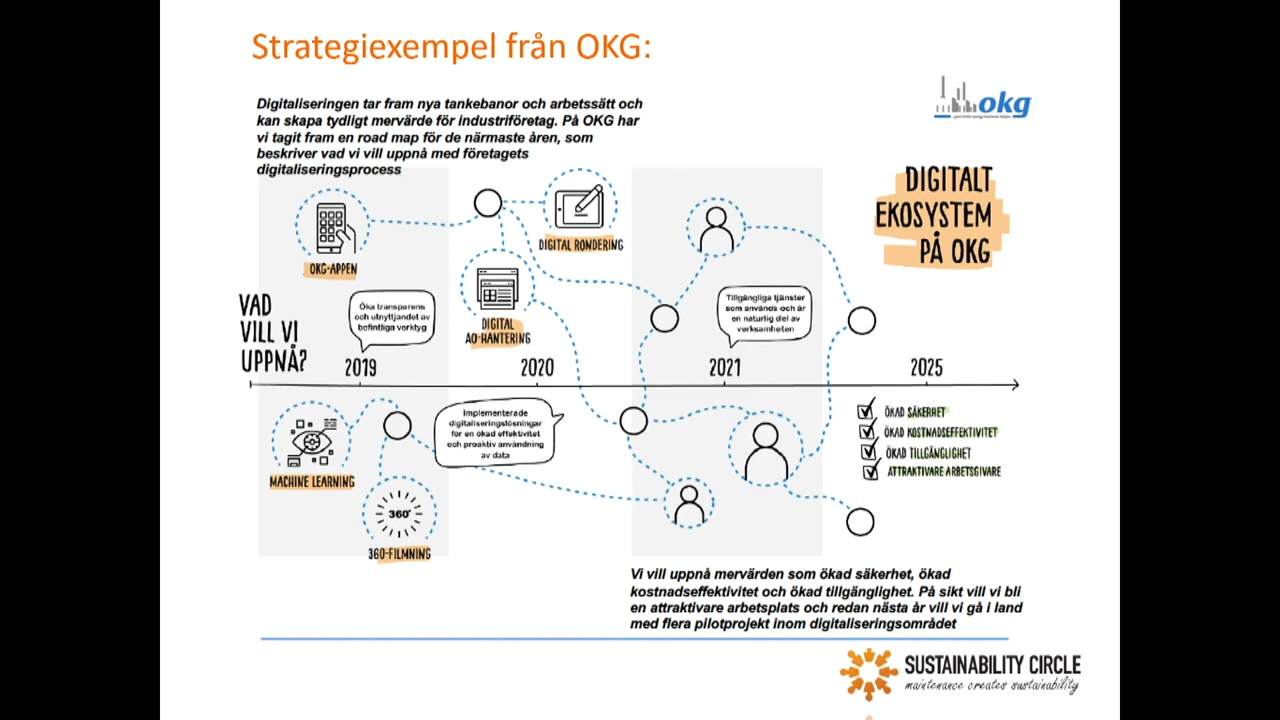 Strategiexempel från OKG:
Digitaliseringen tar fram nya tankebanor och arbetssätt och
kan skapa tydligt mervärde för industriföretag. På OKG har
vi tagit fram en road map för de närmaste åren, som
beskriver vad vi vill uppnå med företagets
digitaliseringsprocess
okg
DIGITALT
EKOSYSTEM
PÅ OKG
OKG-APPEN
DIGITAL RONDERING
DIGITAL
AO-HANTERING
VAD
VILL VI
UPPNÅ?
Öka transparens
och utnyttjandet av
befintliga verktyg
Tillgängliga tjänster
som används och är
en naturlig del av
verksamheten
2019
2020
2021
2025
MACHINE LEARNING
360°
360-FILMNING
Implementerade
digitaliseringslösningar
för en ökad effektivitet
och proaktiv användning
av data
ÖKAD SÄKERHET
ÖKAD KOSTNADSEFFEKTIVITET
ÖKAD TILLGÄNGLIGHET
ATTRAKTIVARE ARBETSGIVARE
Vi vill uppnå mervärden som ökad säkerhet, ökad
kostnadseffektivitet och ökad tillgänglighet. På sikt vill vi bli
en attraktivare arbetsplats och redan nästa år vill vi gå i land
med flera pilotprojekt inom digitaliseringsområdet
SUSTAINABILITY CIRCLE
maintenance creates sustainability